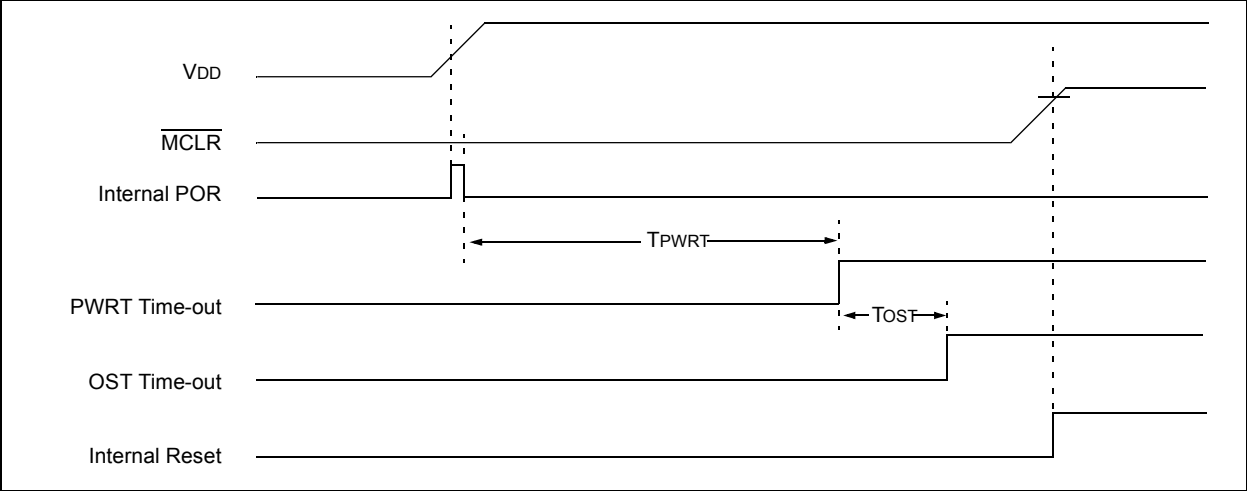 VDD
MCLR
Internal POR
TPWRT
PWRT Time-out
TOST
OST Time-out
Internal Reset